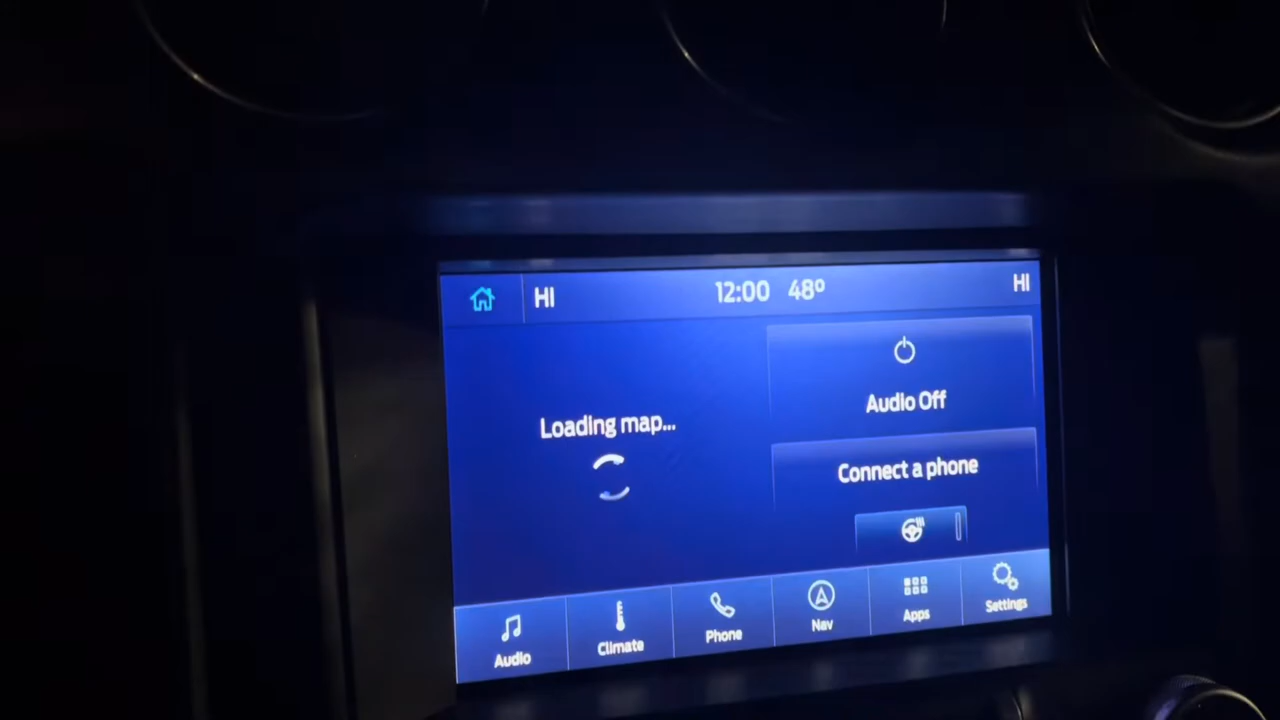 HI 12:00 48° HI
Audio Off
Loading map...
Connect a phone
Audio Climate Phone Nav Apps Settings